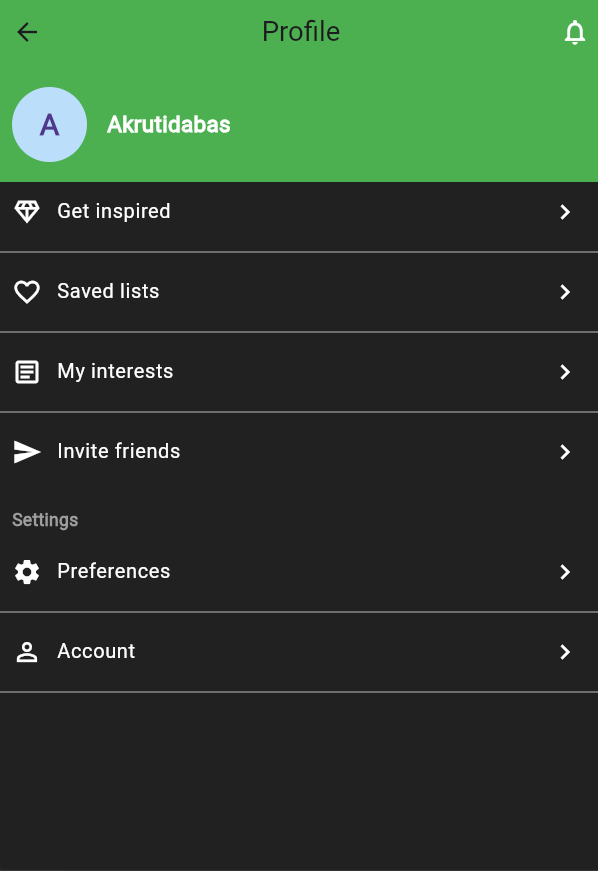 Profile
A
Akrutidabas
Get inspired
Saved lists
My interests
Invite friends
Settings
Preferences
Account